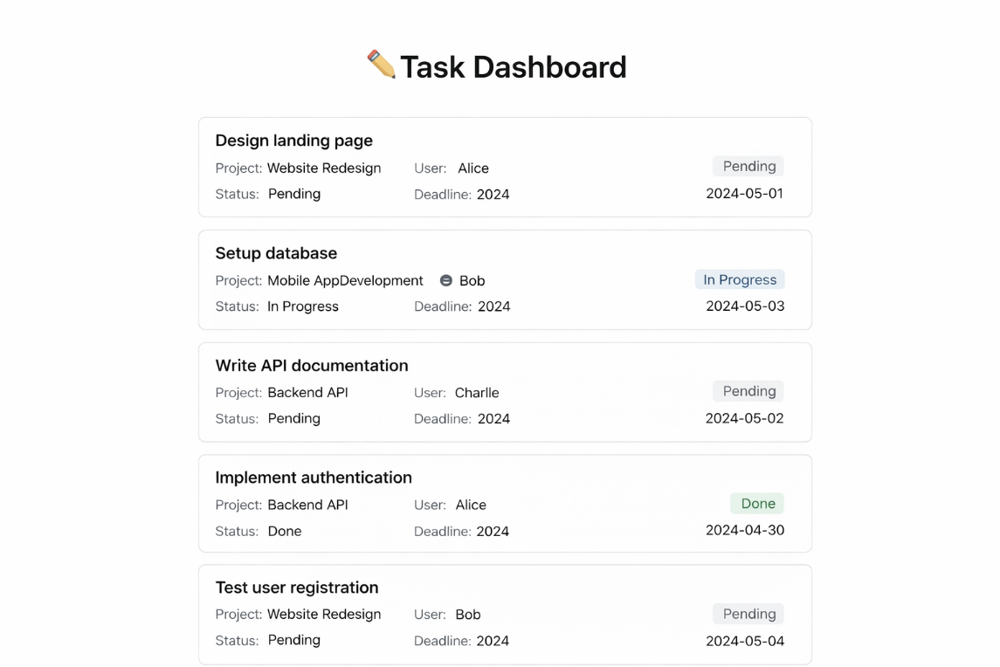 Task Dashboard
Design landing page
Project: Website Redesign User: Alice Pending
Status: Pending Deadline: 2024 2024-05-01
Setup database
Project: Mobile AppDevelopment Bob In Progress
Status: In Progress Deadline: 2024 2024-05-03
Write API documentation
Project: Backend API User: Charlle Pending
Status: Pending Deadline: 2024 2024-05-02
Implement authentication
Project: Backend API User: Alice Done
Status: Done Deadline: 2024 2024-04-30
Test user registration
Project: Website Redesign User: Bob Pending
Status: Pending Deadline: 2024 2024-05-04